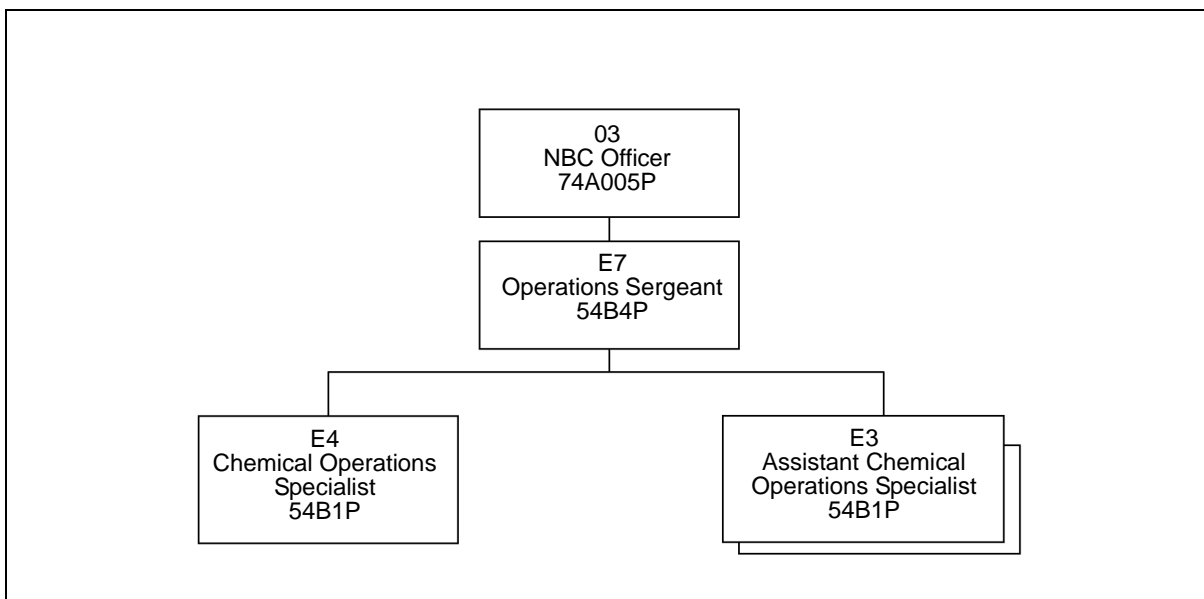 03
NBC Officer
74A005P
E7
Operations Sergeant
54B4P
E4
Chemical Operations
Specialist
54B1P
E3
Assistant Chemical
Operations Specialist
54B1P